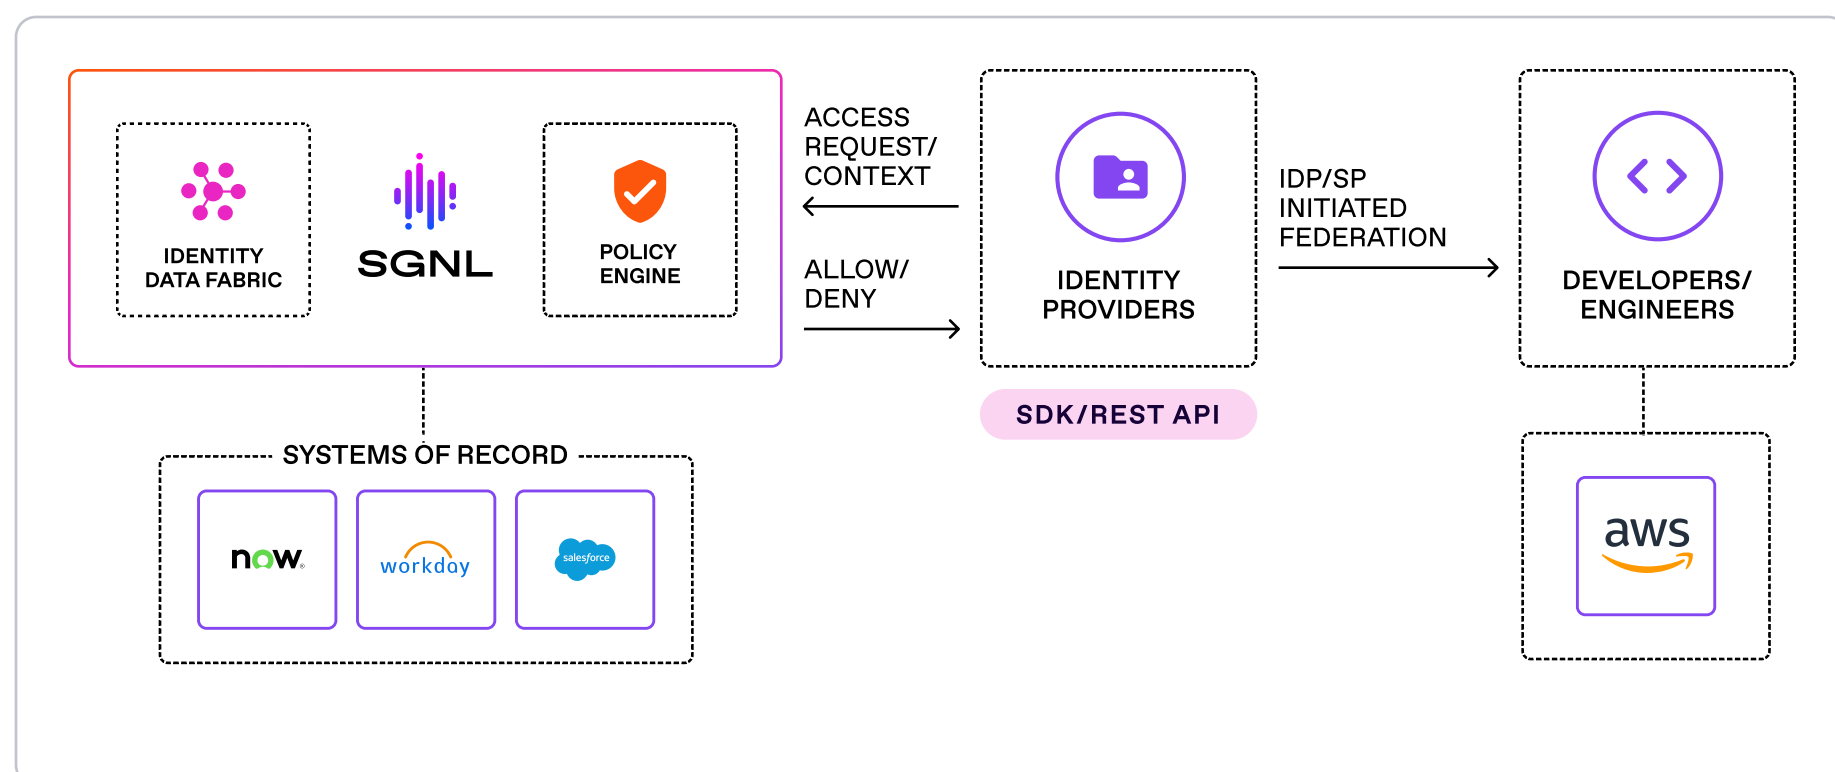 IDENTITY
DATA FABRIC
SGNL
POLICY
ENGINE
ACCESS
REQUEST/
CONTEXT
ALLOW/
DENY
IDENTITY
PROVIDERS
SDK/REST API
IDP/SP
INITIATED
FEDERATION
DEVELOPERS/
ENGINEERS
SYSTEMS OF RECORD
now®
workday
salesforce
aws